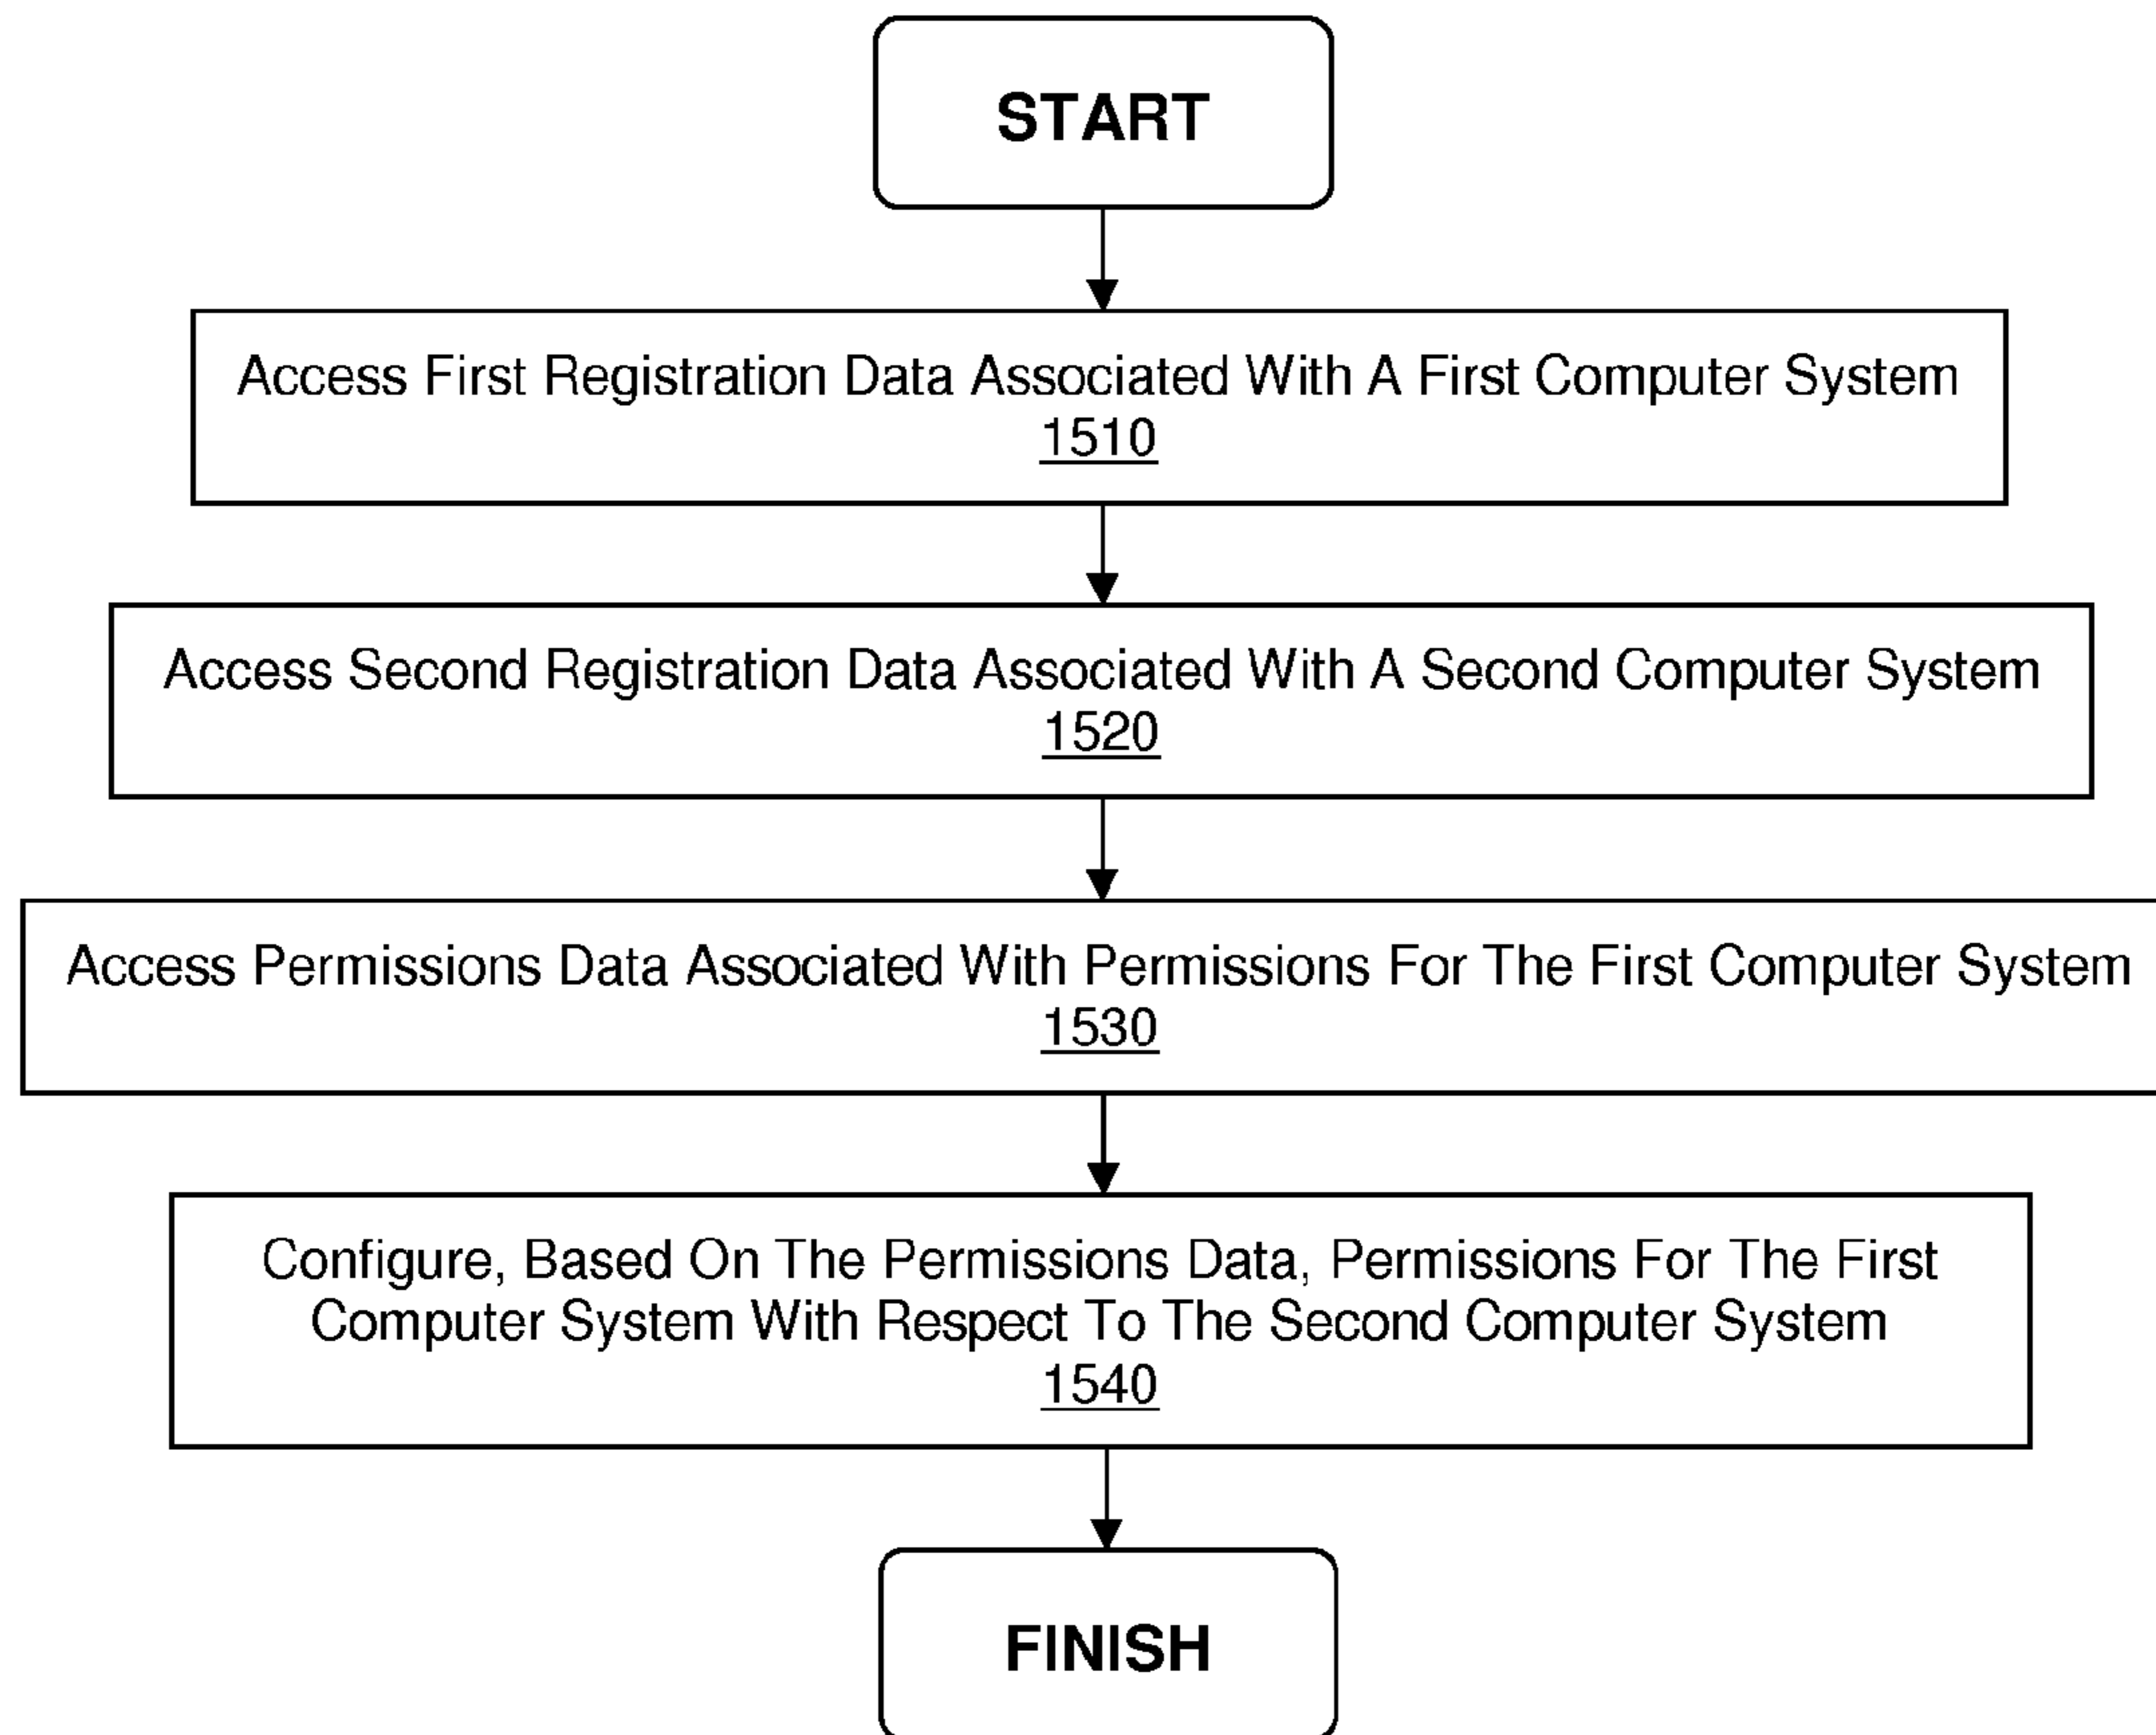 START
Access First Registration Data Associated With A First Computer System
1510
Access Second Registration Data Associated With A Second Computer System
1520
Access Permissions Data Associated With Permissions For The First Computer System
1530
Configure, Based On The Permissions Data, Permissions For The First
Computer System With Respect To The Second Computer System
1540
FINISH